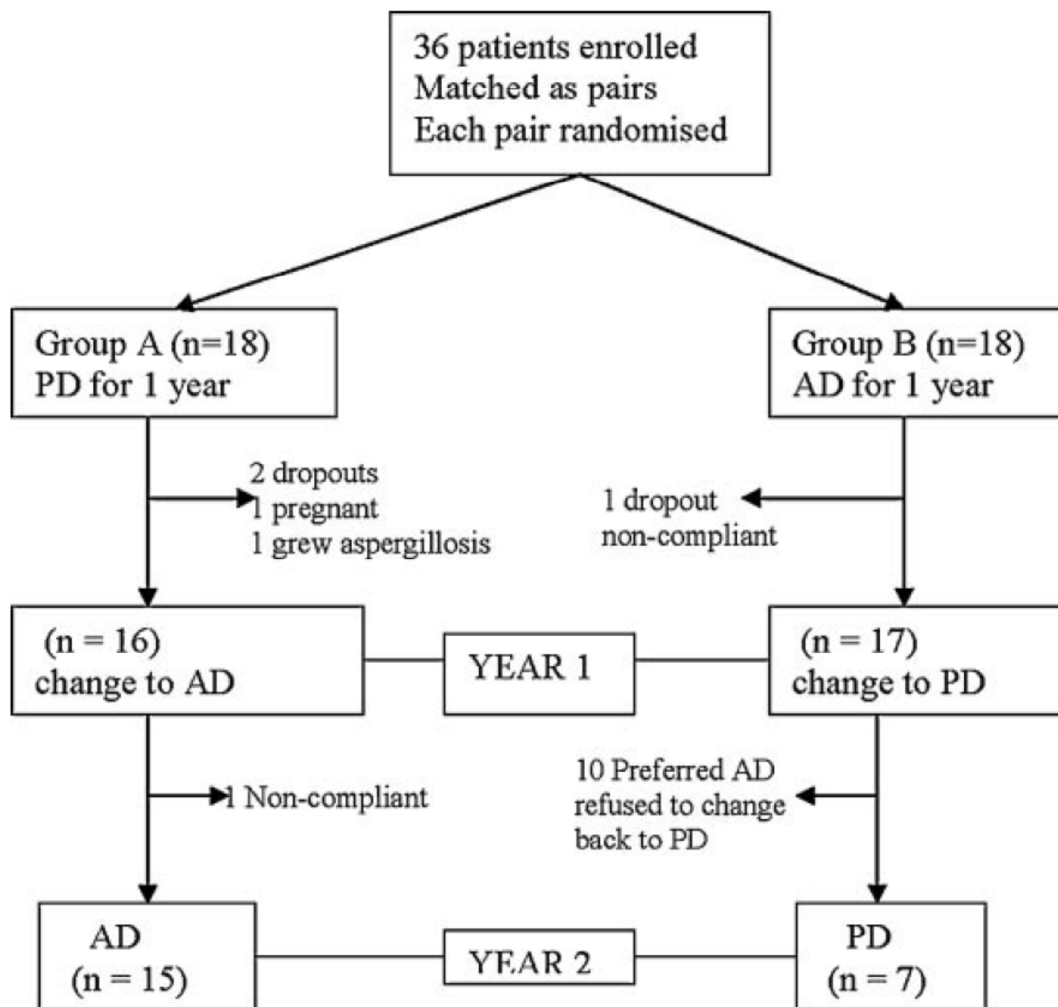 36 patients enrolled
Matched as pairs
Each pair randomised
Group A (n=18)
PD for 1 year
Group B (n=18)
AD for 1 year
2 dropouts
1 pregnant
1 grew aspergillosis
1 dropout
non-compliant
(n = 16)
change to AD
YEAR 1
(n = 17)
change to PD
1 Non-compliant
10 Preferred AD
refused to change
back to PD
AD
(n = 15)
YEAR 2
PD
(n = 7)